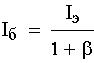 Iб = Iэ / (1 + β)